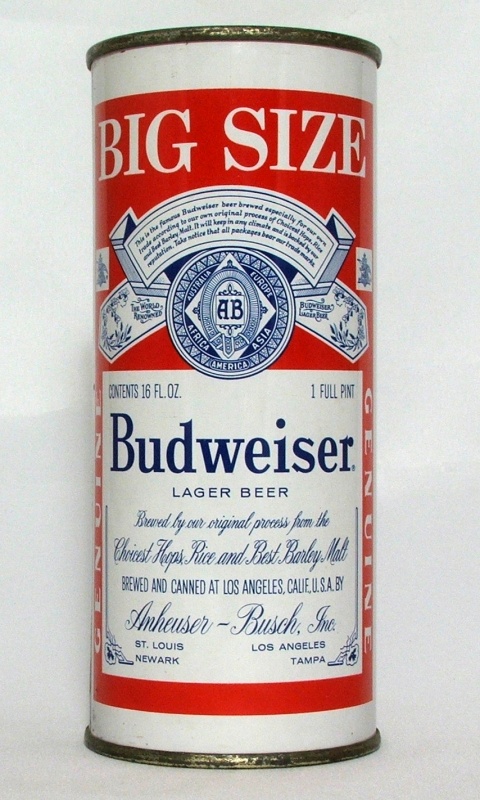 BIG SIZE
This is the famous Budweiser beer brewed especially for our own
trade according to our own original process of Choicest Hops, Rice
and Best Barley Malt. It will keep in any climate and is backed by our
reputation. Take notice that all packages bear our trade marks.
AUSTRALIA EUROPE
AFRICA AMERICA ASIA
AB
THE WORLD
RENOWNED
BUDWEISER
LAGER BEER
CONTENTS 16 FL. OZ.
1 FULL PINT
GENUINE
Budweiser®
LAGER BEER
GENUINE
Brewed by our original process from the
Choicest Hops, Rice and Best Barley Malt
BREWED AND CANNED AT LOS ANGELES, CALIF., U.S.A. BY
Anheuser-Busch, Inc.
ST. LOUIS
LOS ANGELES
NEWARK
TAMPA